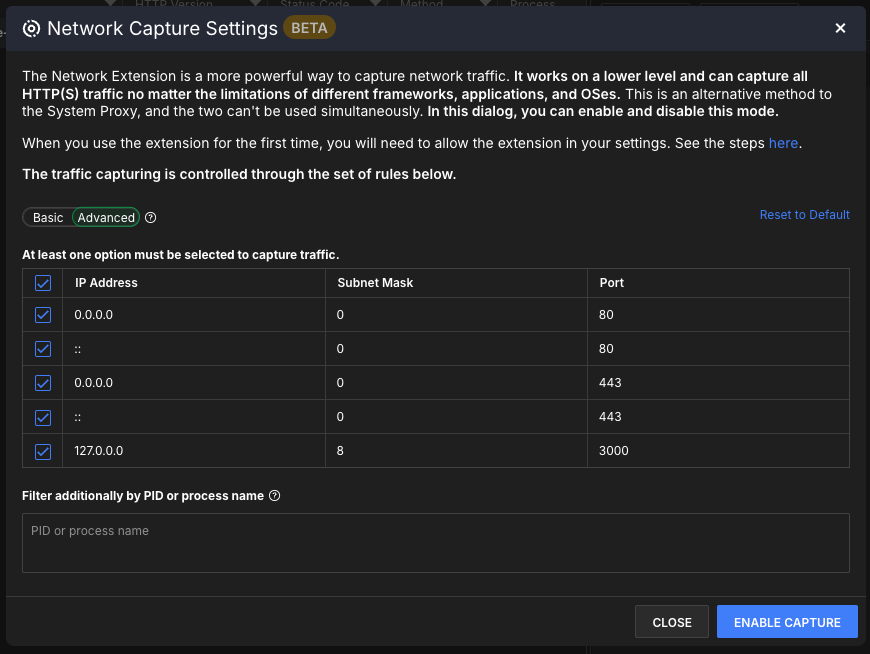 HTTP Version Status Code Method Process
Network Capture Settings BETA
The Network Extension is a more powerful way to capture network traffic. It works on a lower level and can capture all
HTTP(S) traffic no matter the limitations of different frameworks, applications, and OSes. This is an alternative method to
the System Proxy, and the two can't be used simultaneously. In this dialog, you can enable and disable this mode.
When you use the extension for the first time, you will need to allow the extension in your settings. See the steps here.
The traffic capturing is controlled through the set of rules below.
Basic Advanced
Reset to Default
At least one option must be selected to capture traffic.
IP Address Subnet Mask Port
0.0.0.0 0 80
:: 0 80
0.0.0.0 0 443
:: 0 443
127.0.0.0 8 3000
Filter additionally by PID or process name
PID or process name
CLOSE ENABLE CAPTURE